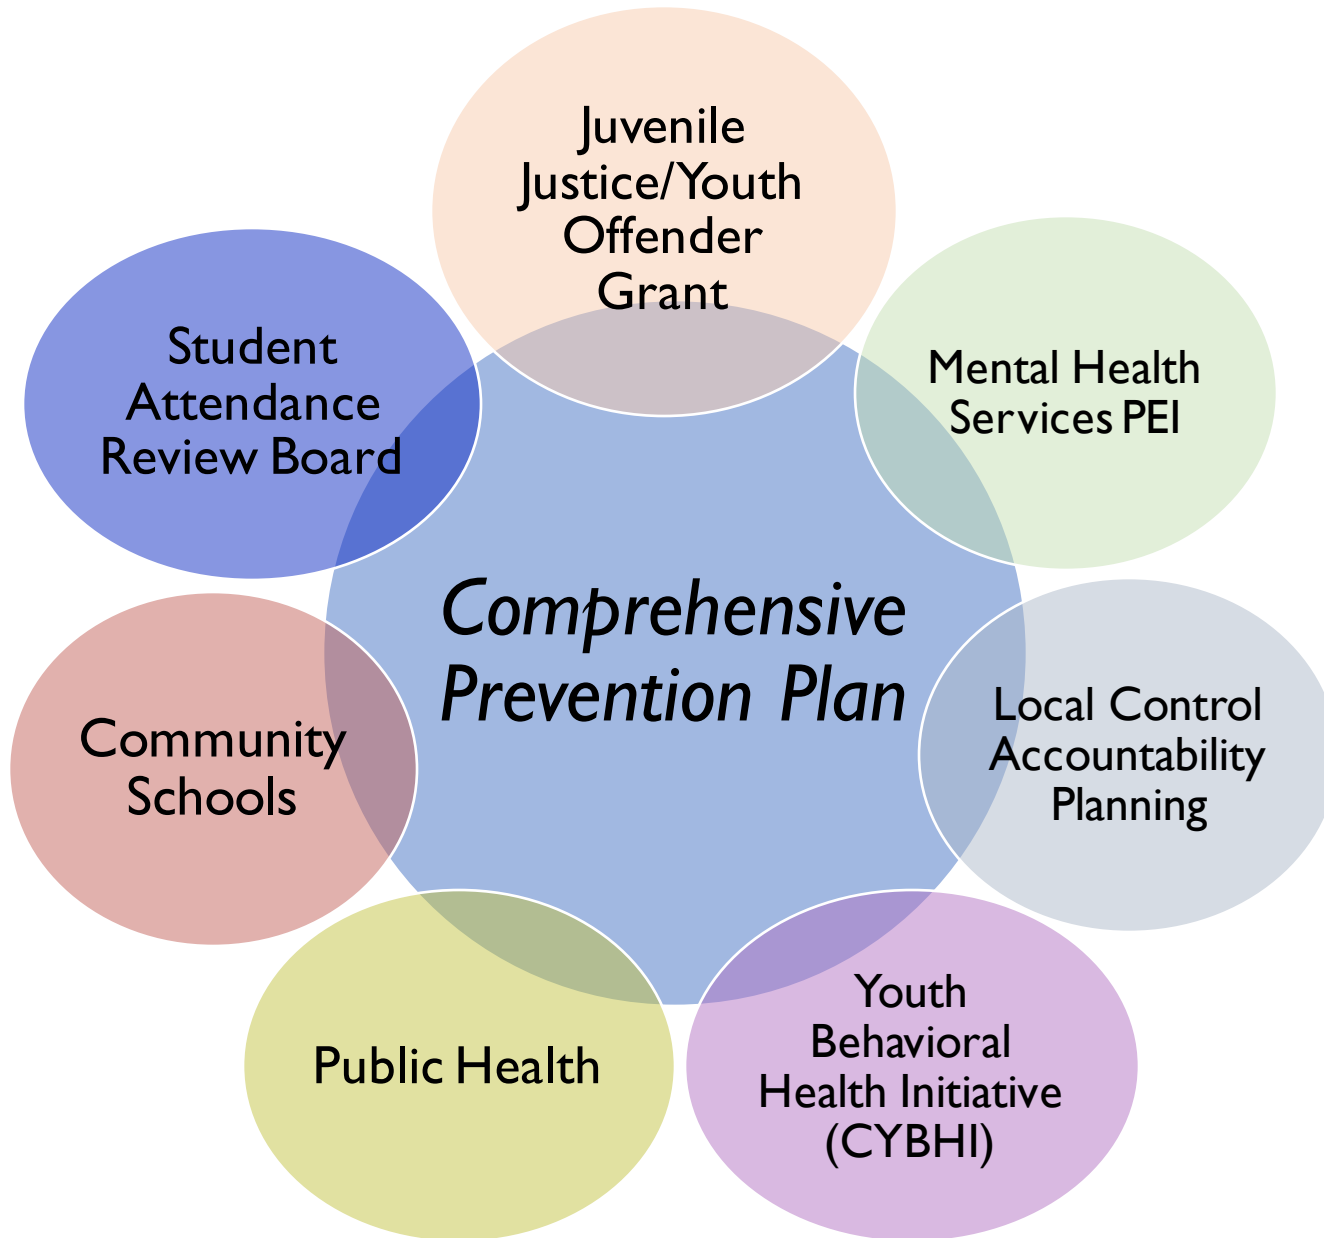 Juvenile
Justice/Youth
Offender
Grant
Mental Health
Services PEI
Student
Attendance
Review Board
Comprehensive
Prevention Plan
Local Control
Accountability
Planning
Community
Schools
Youth
Behavioral
Health Initiative
(CYBHI)
Public Health